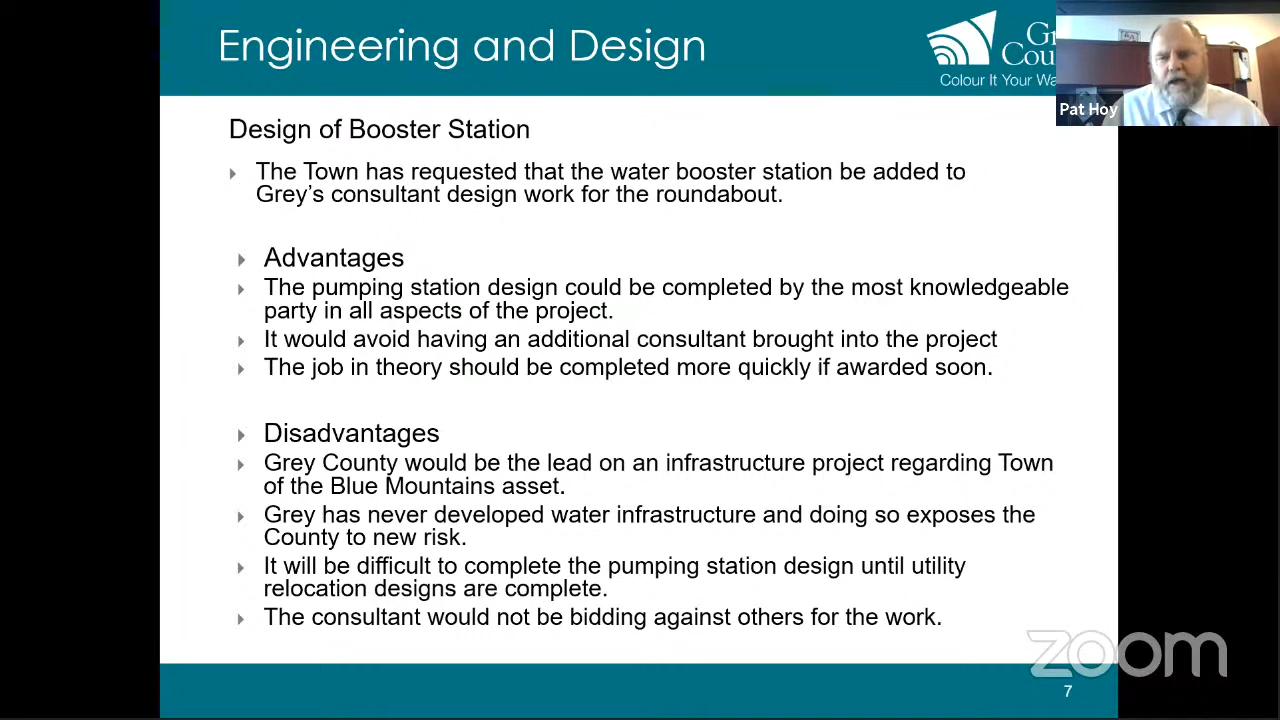 Engineering and Design
Colour It Your Wa
Pat Hoy
Design of Booster Station
The Town has requested that the water booster station be added to
Grey's consultant design work for the roundabout.
Advantages
The pumping station design could be completed by the most knowledgeable
party in all aspects of the project.
It would avoid having an additional consultant brought into the project
The job in theory should be completed more quickly if awarded soon.
Disadvantages
Grey County would be the lead on an infrastructure project regarding Town
of the Blue Mountains asset.
Grey has never developed water infrastructure and doing so exposes the
County to new risk.
It will be difficult to complete the pumping station design until utility
relocation designs are complete.
The consultant would not be bidding against others for the work.
zoom
7